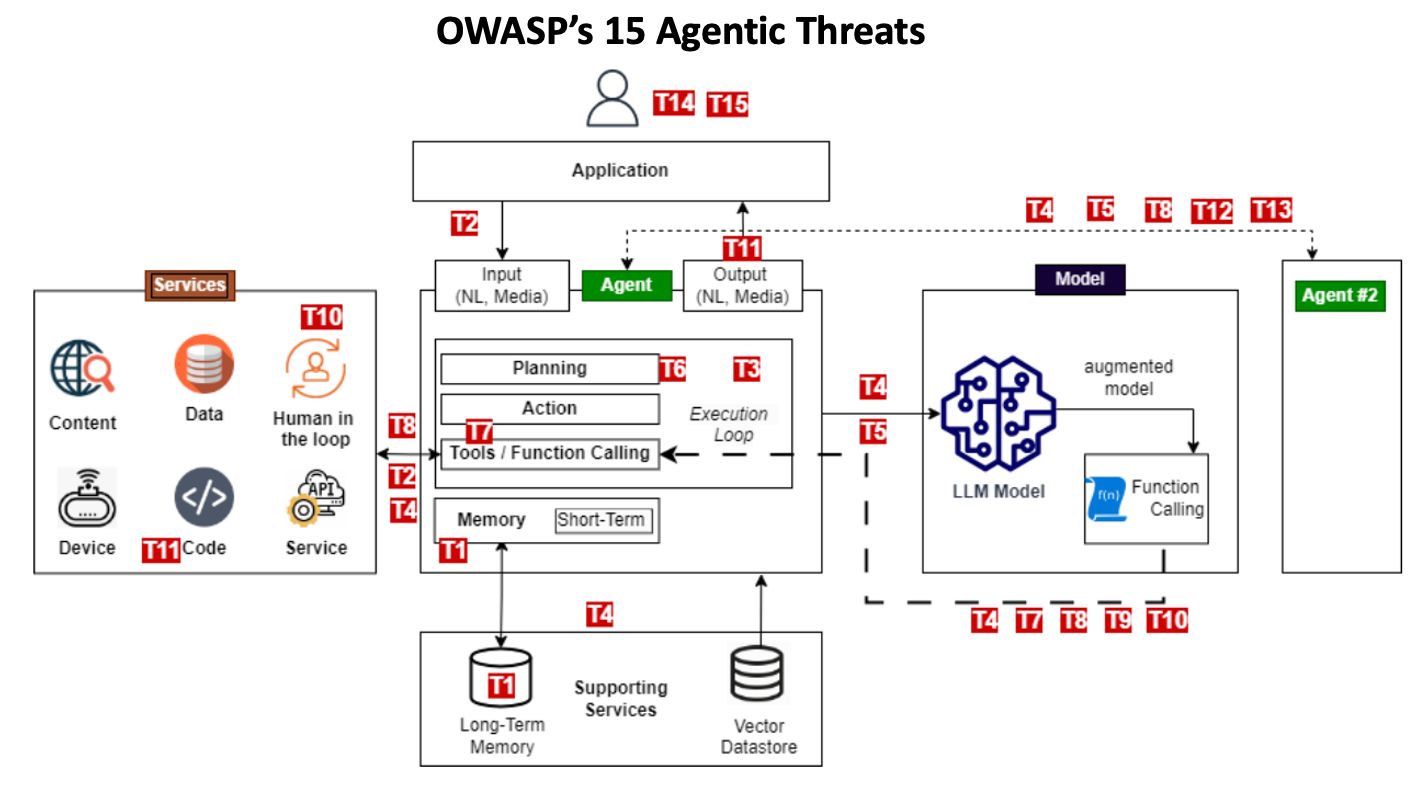 OWASP’s 15 Agentic Threats
T14 T15
Application
T2
T4 T5 T8 T12 T13
T11
Services
Input
(NL, Media)
Agent
Output
(NL, Media)
Model
Agent #2
T10
Content
Data
Human in
the loop
Device
T11
Code
API
Service
T8
T2
T4
Planning
T6
T3
Action
Execution
Loop
T7
Tools / Function Calling
Memory
Short-Term
T1
T4
T5
augmented
model
LLM Model
f(n)
Function
Calling
T4 T7 T8 T9 T10
T4
T1
Supporting
Services
Long-Term
Memory
Vector
Datastore